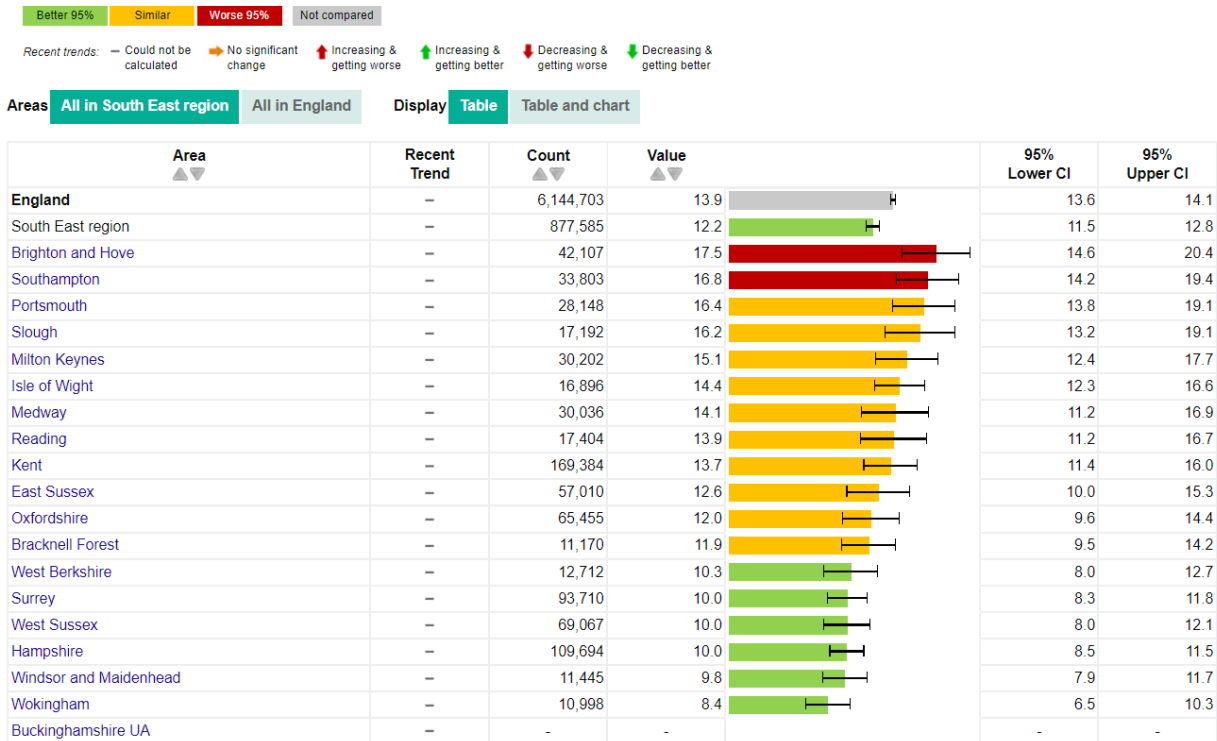 Better 95% Similar Worse 95% Not compared
Recent trends: – Could not be calculated No significant change Increasing & getting worse Increasing & getting better Decreasing & getting worse Decreasing & getting better
Areas All in South East region All in England Display Table Table and chart
Area Recent Trend Count Value 95% Lower CI 95% Upper CI
England – 6,144,703 13.9 13.6 14.1
South East region – 877,585 12.2 11.5 12.8
Brighton and Hove – 42,107 17.5 14.6 20.4
Southampton – 33,803 16.8 14.2 19.4
Portsmouth – 28,148 16.4 13.8 19.1
Slough – 17,192 16.2 13.2 19.1
Milton Keynes – 30,202 15.1 12.4 17.7
Isle of Wight – 16,896 14.4 12.3 16.6
Medway – 30,036 14.1 11.2 16.9
Reading – 17,404 13.9 11.2 16.7
Kent – 169,384 13.7 11.4 16.0
East Sussex – 57,010 12.6 10.0 15.3
Oxfordshire – 65,455 12.0 9.6 14.4
Bracknell Forest – 11,170 11.9 9.5 14.2
West Berkshire – 12,712 10.3 8.0 12.7
Surrey – 93,710 10.0 8.3 11.8
West Sussex – 69,067 10.0 8.0 12.1
Hampshire – 109,694 10.0 8.5 11.5
Windsor and Maidenhead – 11,445 9.8 7.9 11.7
Wokingham – 10,998 8.4 6.5 10.3
Buckinghamshire UA – - - - -